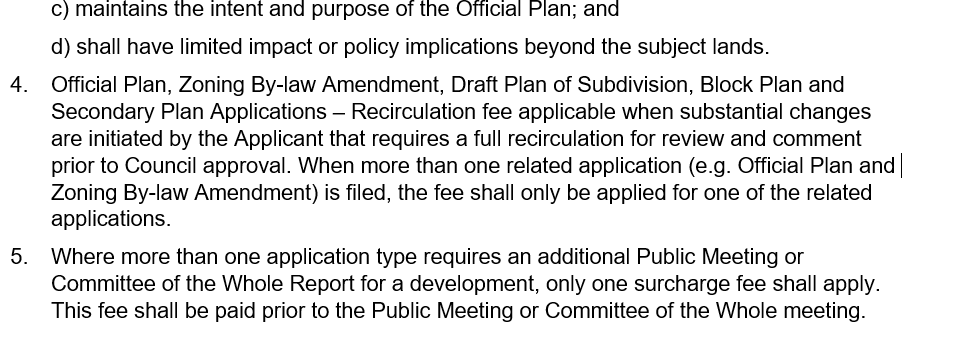 c) maintains the intent and purpose of the Official Plan; and
d) shall have limited impact or policy implications beyond the subject lands.
4. Official Plan, Zoning By-law Amendment, Draft Plan of Subdivision, Block Plan and
Secondary Plan Applications – Recirculation fee applicable when substantial changes
are initiated by the Applicant that requires a full recirculation for review and comment
prior to Council approval. When more than one related application (e.g. Official Plan and
Zoning By-law Amendment) is filed, the fee shall only be applied for one of the related
applications.
5. Where more than one application type requires an additional Public Meeting or
Committee of the Whole Report for a development, only one surcharge fee shall apply.
This fee shall be paid prior to the Public Meeting or Committee of the Whole meeting.